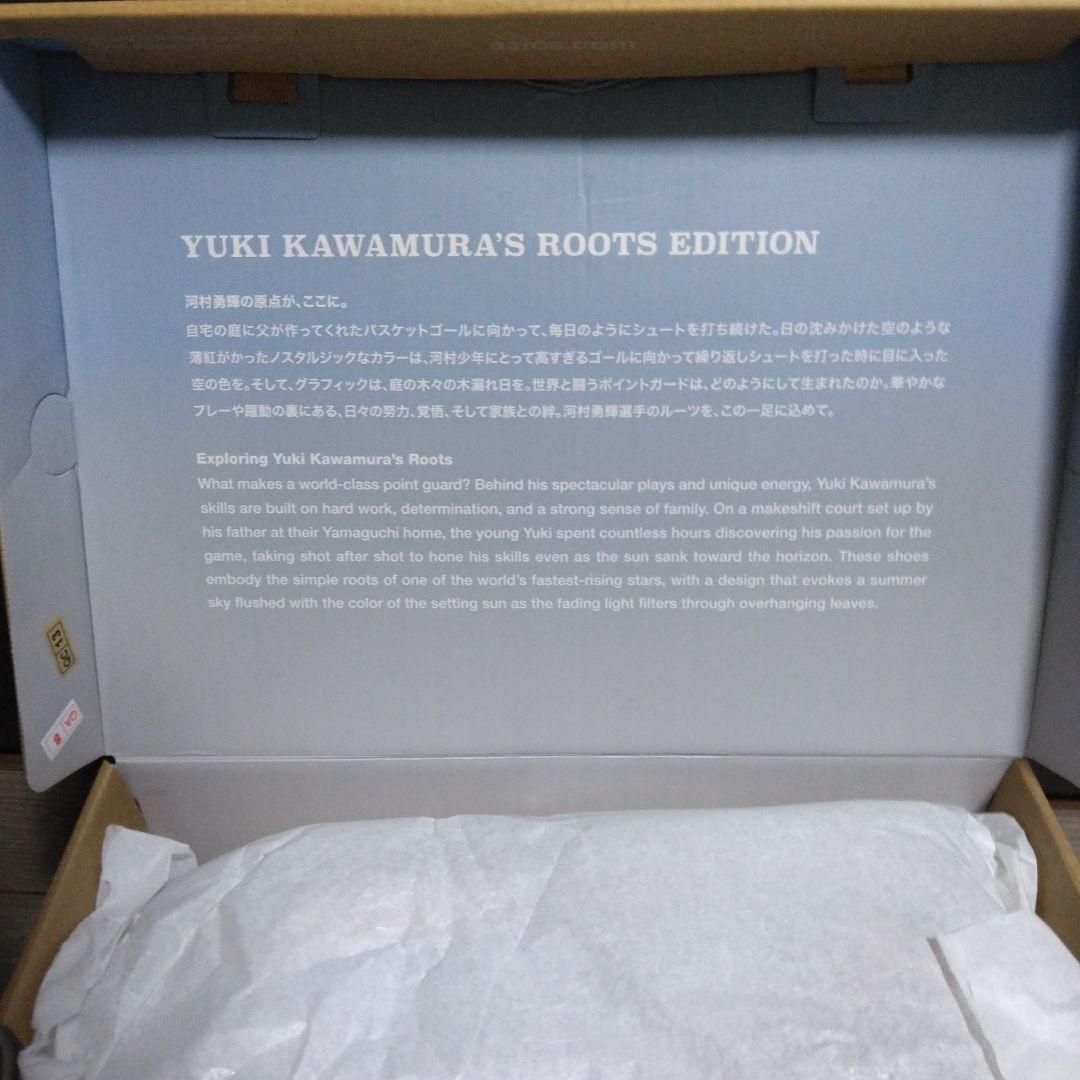 asics.com
YUKI KAWAMURA'S ROOTS EDITION
河村勇輝の原点が、ここに。
自宅の庭に父が作ってくれたバスケットゴールに向かって、毎日のようにシュートを打ち続けた。日の沈みかけた空のような
薄紅がかったノスタルジックなカラーは、河村少年にとって高すぎるゴールに向かって繰り返しシュートを打った時に目に入った
空の色を。そして、グラフィックは、庭の木々の木漏れ日を。世界と闘うポイントガードは、どのようにして生まれたのか。華やかな
プレーや躍動の裏にある、日々の努力、覚悟、そして家族との絆。河村勇輝選手のルーツを、この一足に込めて。
Exploring Yuki Kawamura's Roots
What makes a world-class point guard? Behind his spectacular plays and unique energy, Yuki Kawamura's
skills are built on hard work, determination, and a strong sense of family. On a makeshift court set up by
his father at their Yamaguchi home, the young Yuki spent countless hours discovering his passion for the
game, taking shot after shot to hone his skills even as the sun sank toward the horizon. These shoes
embody the simple roots of one of the world's fastest-rising stars, with a design that evokes a summer
sky flushed with the color of the setting sun as the fading light filters through overhanging leaves.
QC 13
QA 8